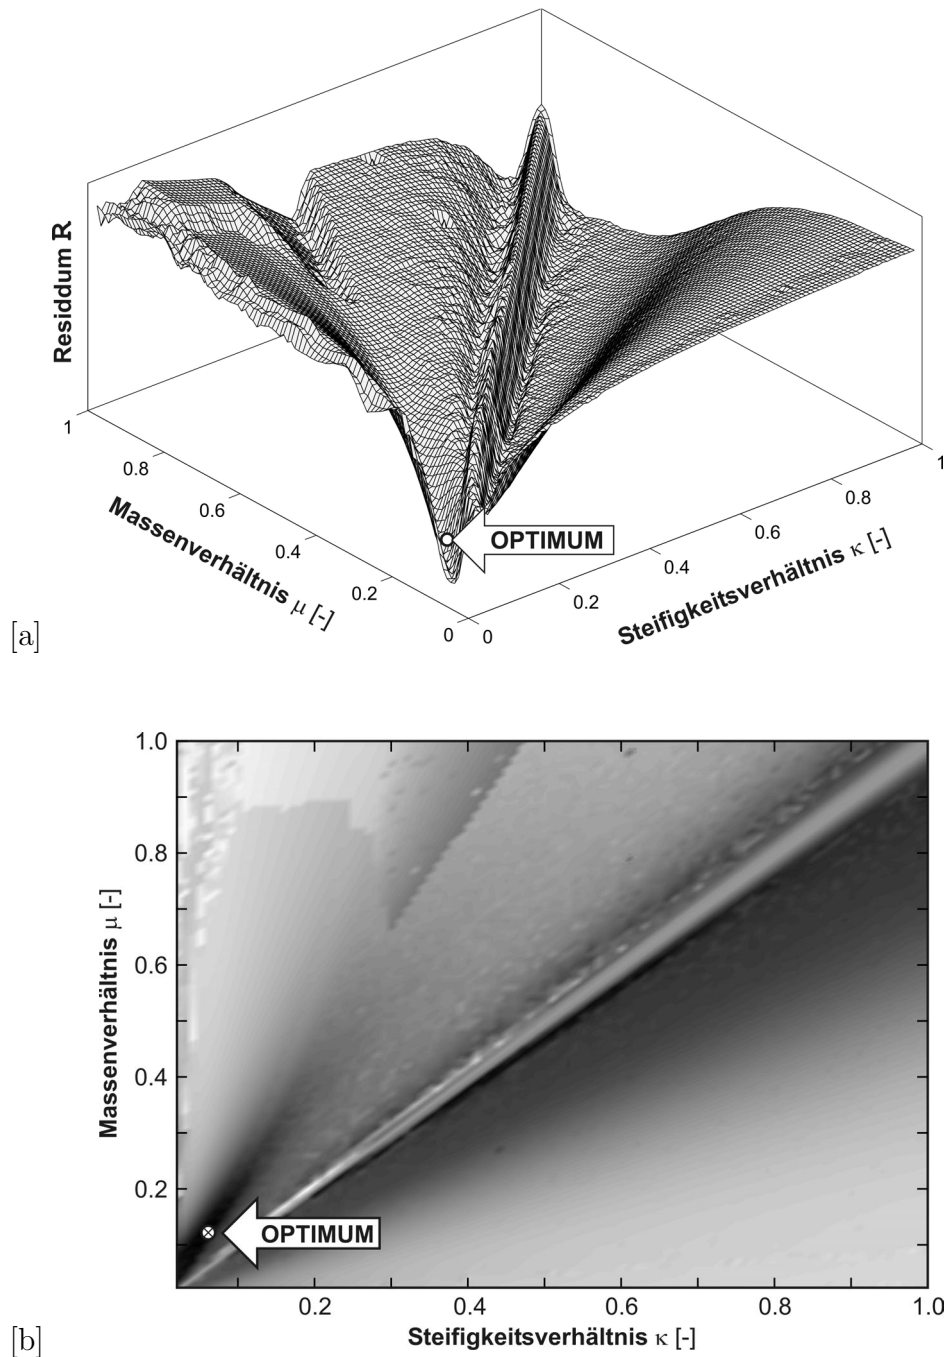 Residdum R
1
0.8
0.6
0.4
0.2
0
Massenverhältnis μ [-]
OPTIMUM
0
0.2
0.4
0.6
0.8
1
Steifigkeitsverhältnis κ [-]
[a]
1.0
0.8
0.6
0.4
0.2
Massenverhältnis μ [-]
OPTIMUM
0.2
0.4
0.6
0.8
1.0
Steifigkeitsverhältnis κ [-]
[b]